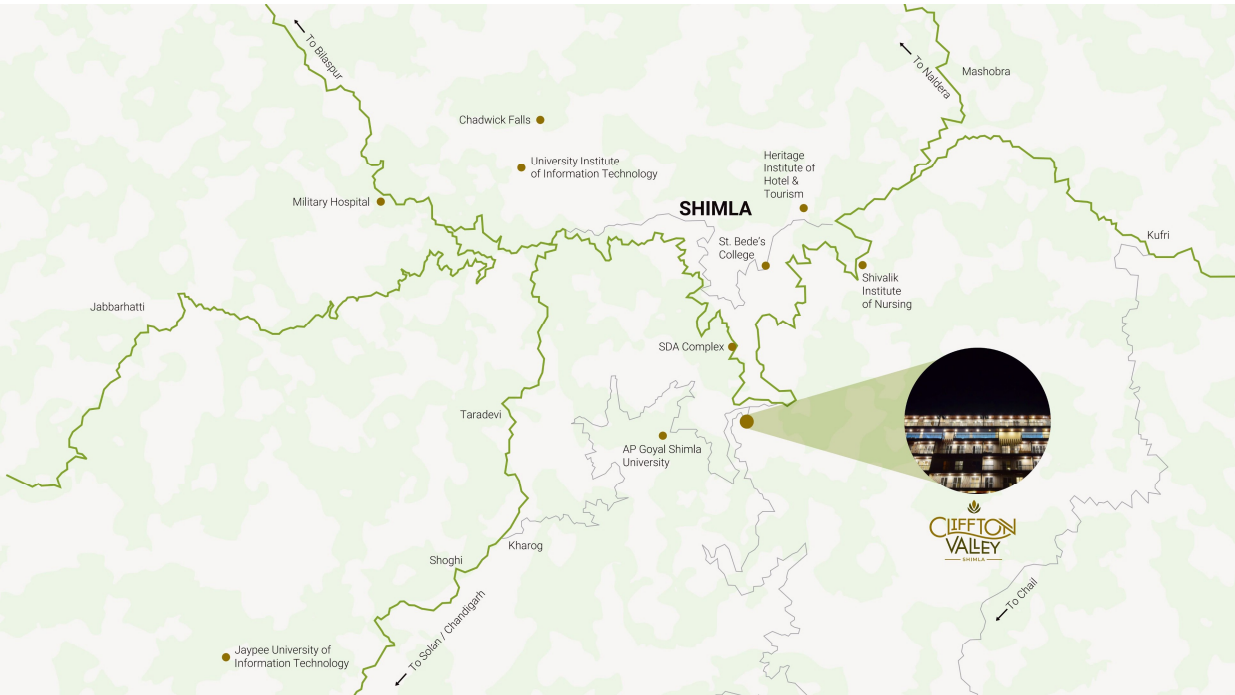 To Bilaspur
To Naldera
Mashobra
Chadwick Falls
University Institute
of Information Technology
Heritage
Institute of
Hotel &
Tourism
Military Hospital
SHIMLA
St. Bede's
College
Kufri
Shivalik
Institute
of Nursing
Jabbarhatti
SDA Complex
Taradevi
AP Goyal Shimla
University
CLIFFTON
VALLEY
SHIMLA
Kharog
Shoghi
To Chail
To Solan / Chandigarh
Jaypee University of
Information Technology